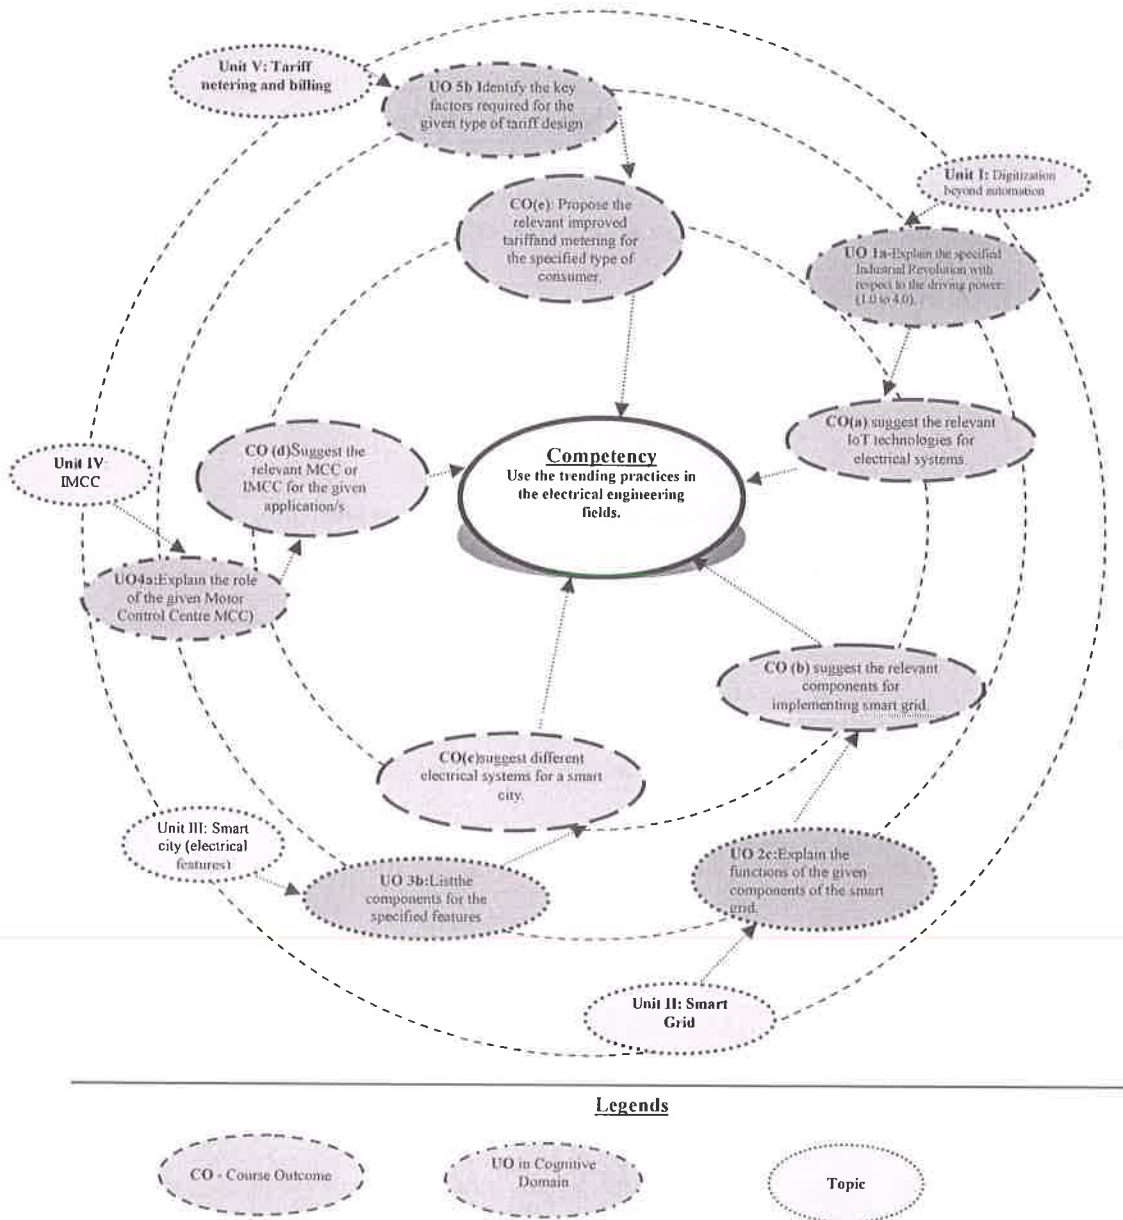 Unit V: Tariff
netering and billing
UO 5b Identify the key
factors required for the
given type of tariff design
Unit I: Digitization
beyond automation
CO(e): Propose the
relevant improved
tariffand metering for
the specified type of
consumer.
UO 1a-Explain the specified
Industrial Revolution with
respect to the driving power:
(1.0 to 4.0).
CO(a) suggest the relevant
IoT technologies for
electrical systems.
CO (d)Suggest the
relevant MCC or
IMCC for the given
application/s
Competency
Use the trending practices in
the electrical engineering
fields.
Unit IV:
IMCC
UO4a:Explain the role
of the given Motor
Control Centre MCC)
CO (b) suggest the relevant
components for
implementing smart grid.
CO(c)suggest different
electrical systems for a smart
city.
Unit III: Smart
city (electrical
features)
UO 3b:Listthe
components for the
specified features
UO 2c:Explain the
functions of the given
components of the smart
grid.
Unit II: Smart
Grid
Legends
CO - Course Outcome
UO in Cognitive
Domain
Topic